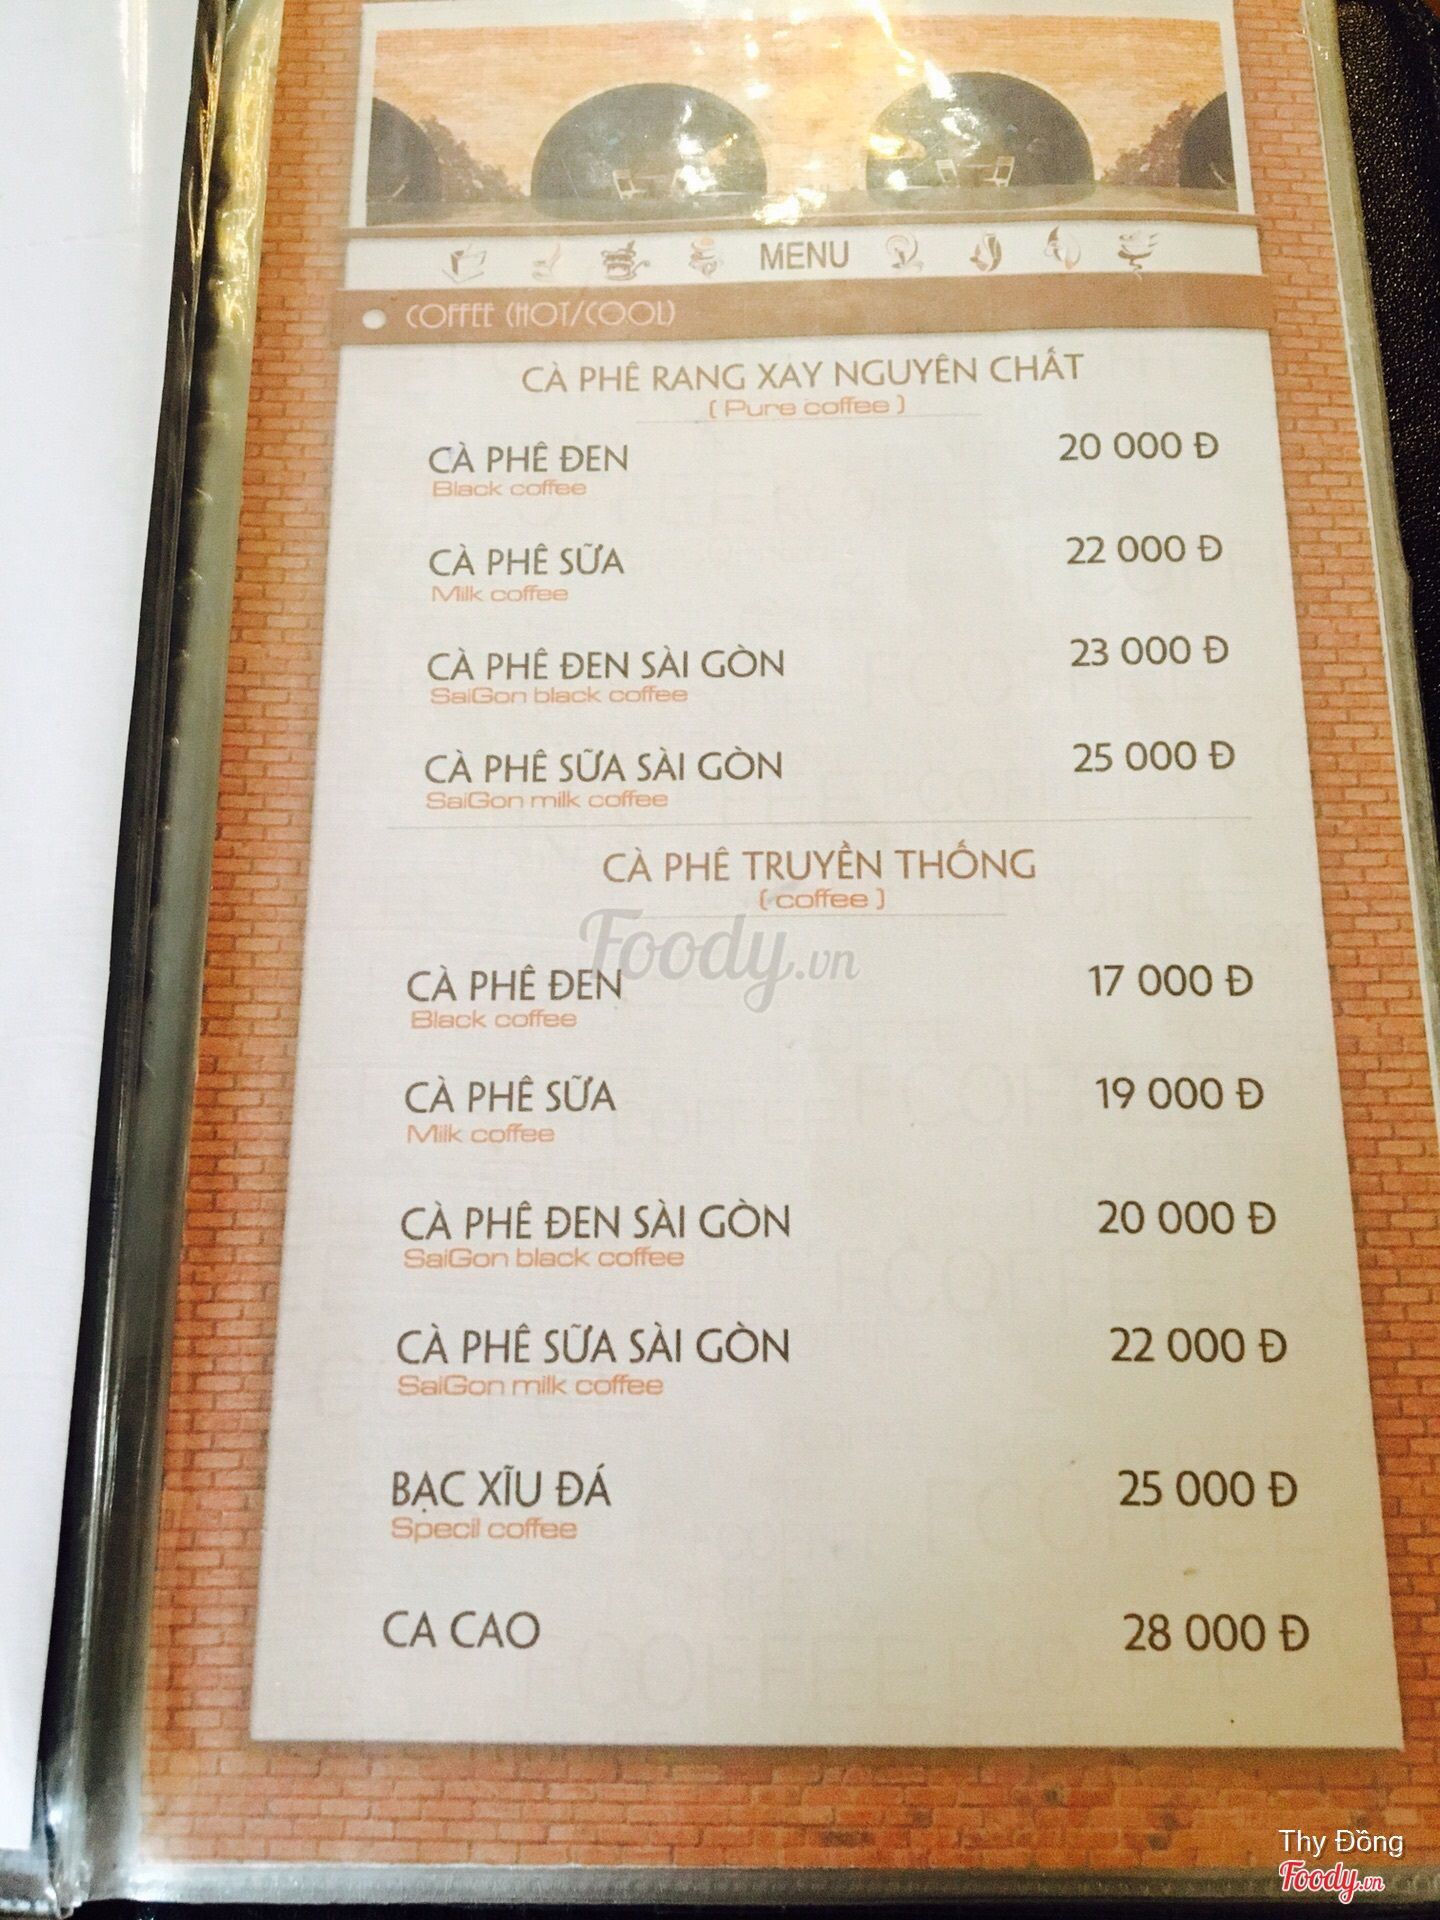 MENU
COFFEE (HOT/COOL)
CÀ PHÊ RANG XAY NGUYÊN CHẤT
( Pure coffee )
CÀ PHÊ ĐEN 20 000 Đ
Black coffee
CÀ PHÊ SỮA 22 000 Đ
Milk coffee
CÀ PHÊ ĐEN SÀI GÒN 23 000 Đ
SaiGon black coffee
CÀ PHÊ SỮA SÀI GÒN 25 000 Đ
SaiGon milk coffee
CÀ PHÊ TRUYỀN THỐNG
( coffee )
Foody.vn
CÀ PHÊ ĐEN 17 000 Đ
Black coffee
CÀ PHÊ SỮA 19 000 Đ
Milk coffee
CÀ PHÊ ĐEN SÀI GÒN 20 000 Đ
SaiGon black coffee
CÀ PHÊ SỮA SÀI GÒN 22 000 Đ
SaiGon milk coffee
BẠC XĨU ĐÁ 25 000 Đ
Specil coffee
CA CAO 28 000 Đ
Thy Đồng
Foody.vn